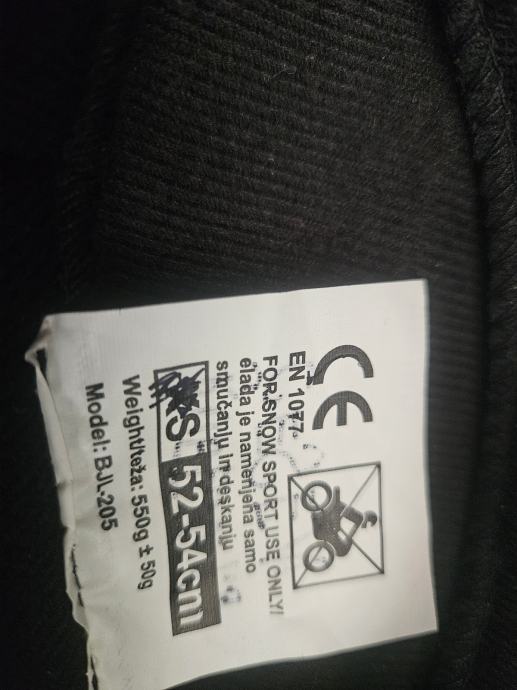 CE
EN 1077
FOR SNOW SPORT USE ONLY/
čelada je namenjena samo
smučanju in deskanju
52-54cm
Weight/teža: 550g ± 50g
Model: BJL-205